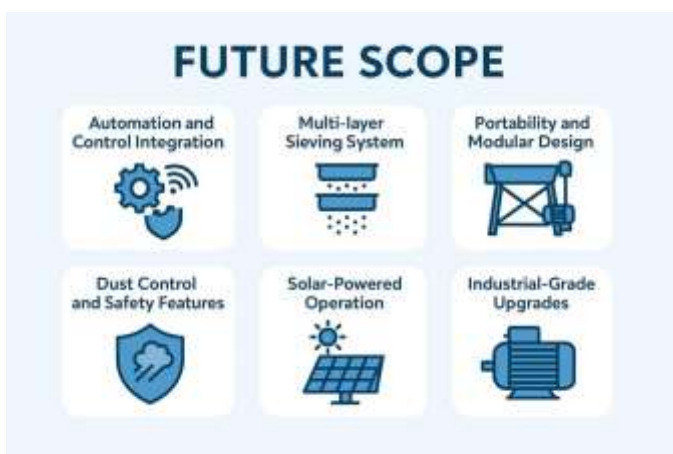 FUTURE SCOPE
Automation and
Control Integration
Multi-layer
Sieving System
Portability and
Modular Design
Dust Control
and Safety Features
Solar-Powered
Operation
Industrial-Grade
Upgrades